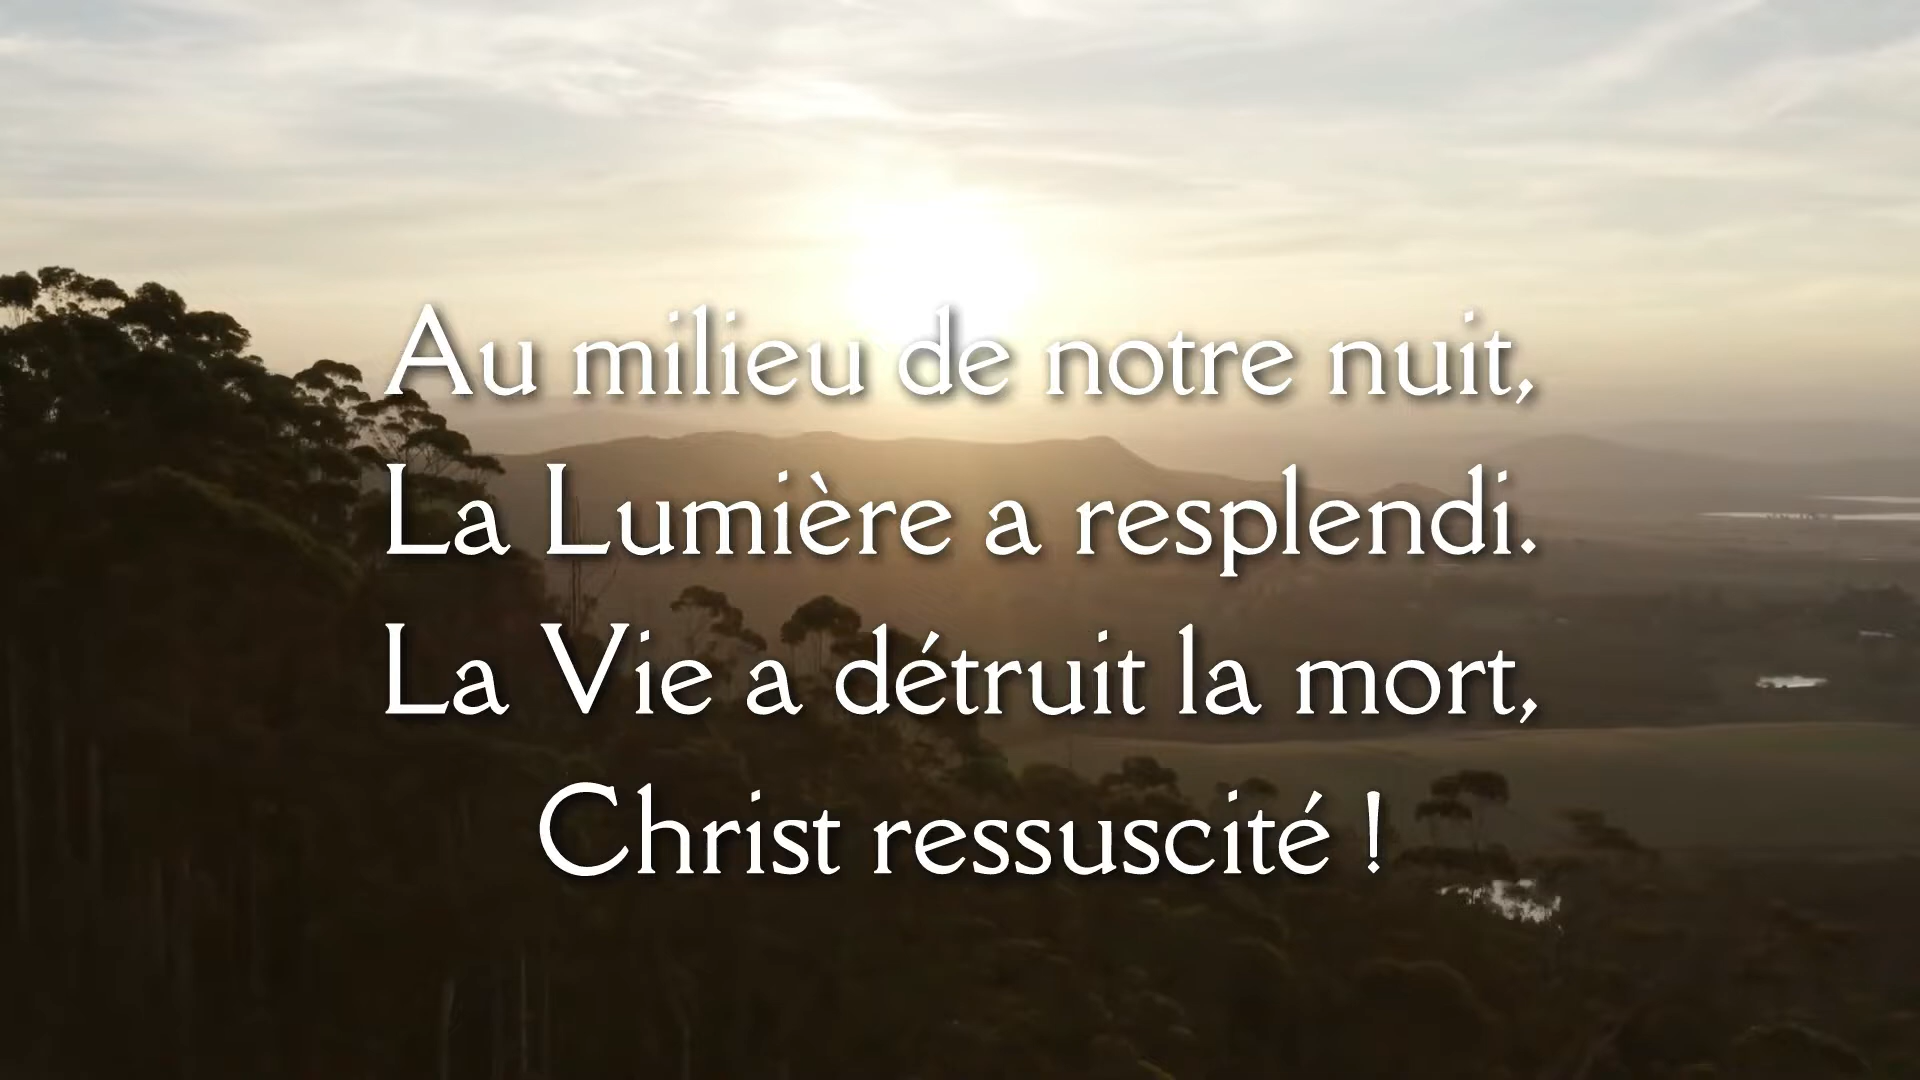 Au milieu de notre nuit,
La Lumière a resplendi.
La Vie a détruit la mort,
Christ ressuscité !